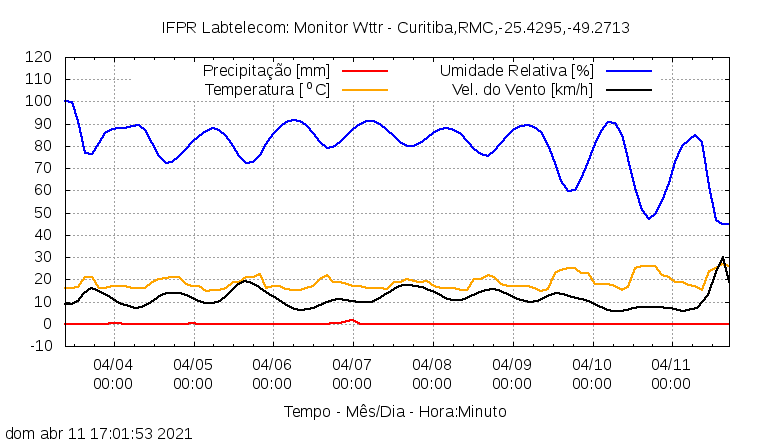 IFPR Labtelecom: Monitor Wttr - Curitiba,RMC,-25.4295,-49.2713
120
110
100
90
80
70
60
50
40
30
20
10
0
-10
Precipitação [mm]
Temperatura [ ºC]
Umidade Relativa [%]
Vel. do Vento [km/h]
04/04 04/05 04/06 04/07 04/08 04/09 04/10 04/11
00:00 00:00 00:00 00:00 00:00 00:00 00:00 00:00
Tempo - Mês/Dia - Hora:Minuto
dom abr 11 17:01:53 2021